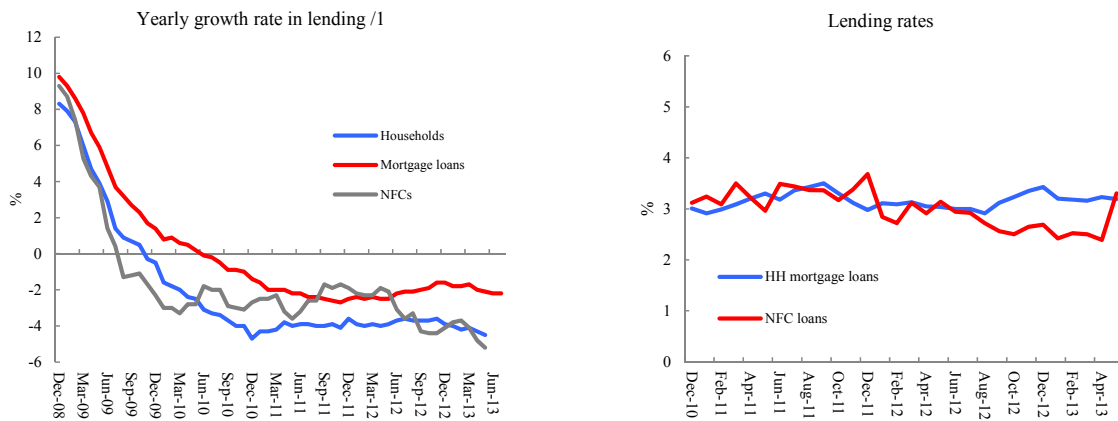 Yearly growth rate in lending /1
12
10
8
6
4
2
0
-2
-4
-6
%
Households
Mortgage loans
NFCs
Dec-08
Mar-09
Jun-09
Sep-09
Dec-09
Mar-10
Jun-10
Sep-10
Dec-10
Mar-11
Jun-11
Sep-11
Dec-11
Mar-12
Jun-12
Sep-12
Dec-12
Mar-13
Jun-13
Lending rates
6
5
4
3
2
1
0
%
HH mortgage loans
NFC loans
Dec-10
Feb-11
Apr-11
Jun-11
Aug-11
Oct-11
Dec-11
Feb-12
Apr-12
Jun-12
Aug-12
Oct-12
Dec-12
Feb-13
Apr-13